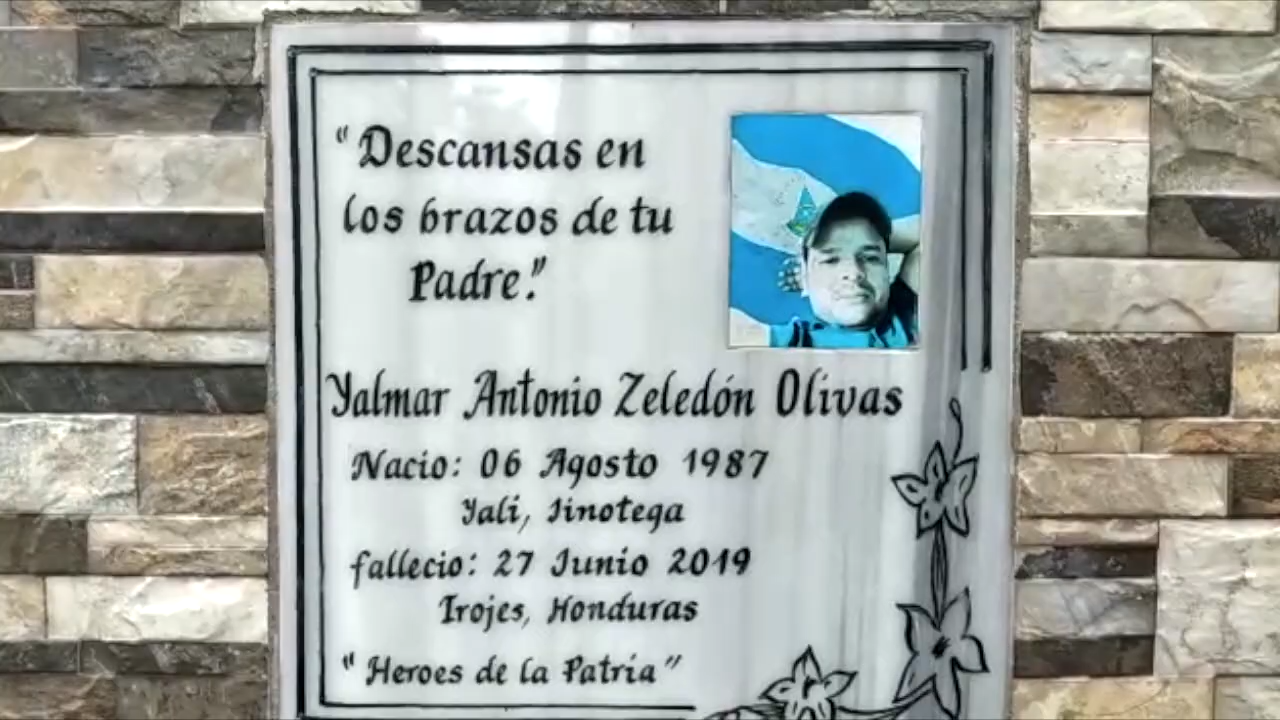 "Descansas en
los brazos de tu
Padre."
Yalmar Antonio Zeledón Olivas
Nacio: 06 Agosto 1987
Yalí, Jinotega
fallecio: 27 Junio 2019
Trojes, Honduras
"Heroes de la Patria"